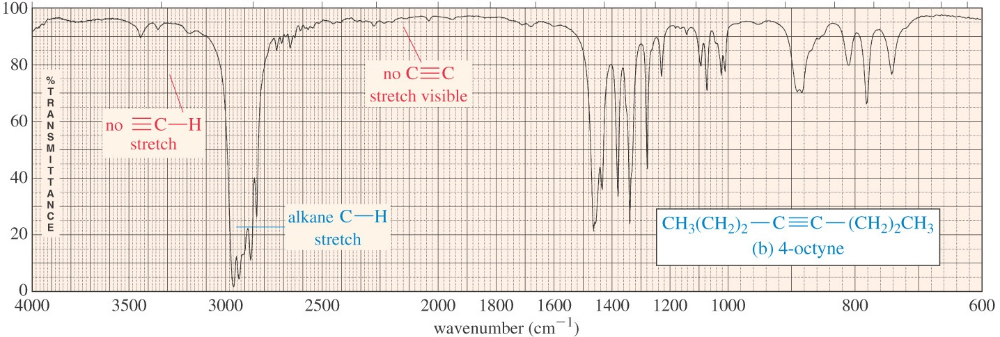 100
80
60
40
20
0
%
T
R
A
N
S
M
I
T
T
A
N
C
E
no ≡C—H
stretch
no C≡C
stretch visible
alkane C—H
stretch
CH₃(CH₂)₂—C≡C—(CH₂)₂CH₃
(b) 4-octyne
4000 3500 3000 2500 2000 1800 1600 1400 1200 1000 800 600
wavenumber (cm⁻¹)